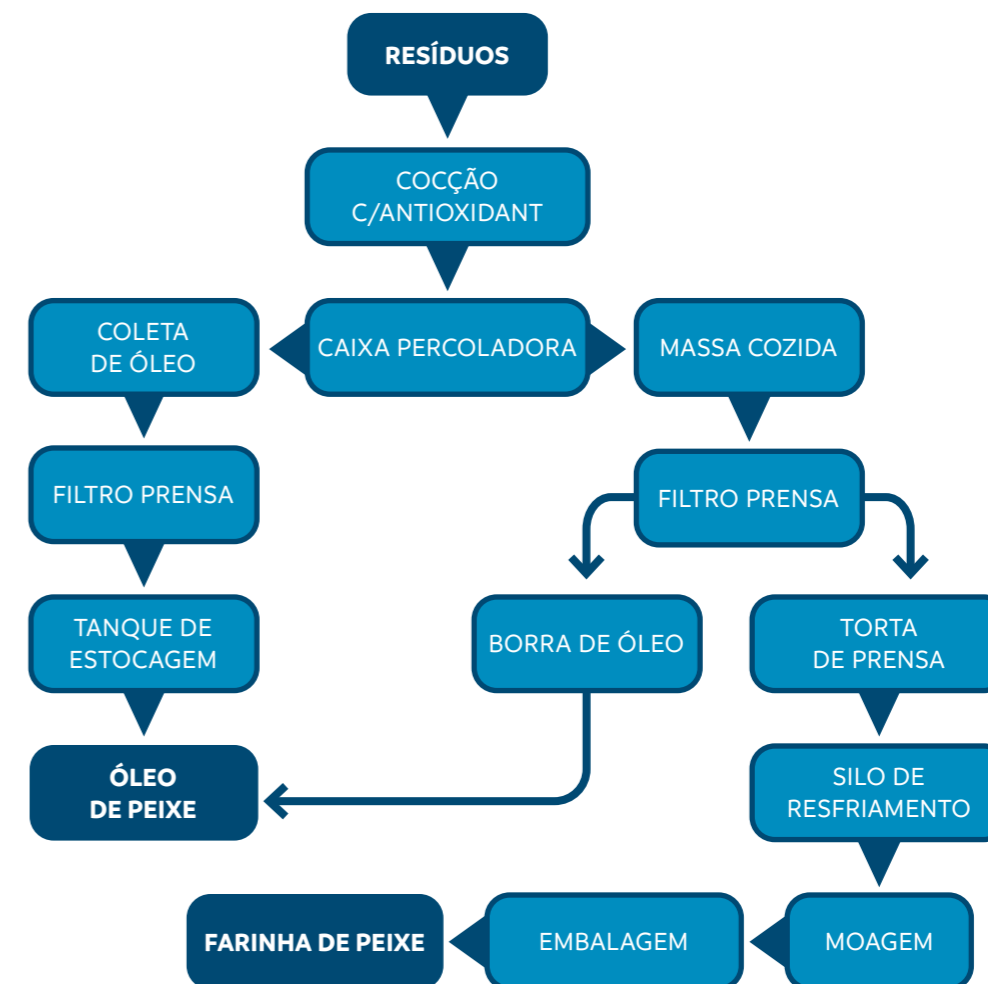 RESÍDUOS
COCÇÃO
C/ANTIOXIDANT
COLETA
DE ÓLEO
CAIXA PERCOLADORA
MASSA COZIDA
FILTRO PRENSA
FILTRO PRENSA
TANQUE DE
ESTOCAGEM
BORRA DE ÓLEO
TORTA
DE PRENSA
ÓLEO
DE PEIXE
SILO DE
RESFRIAMENTO
FARINHA DE PEIXE
EMBALAGEM
MOAGEM